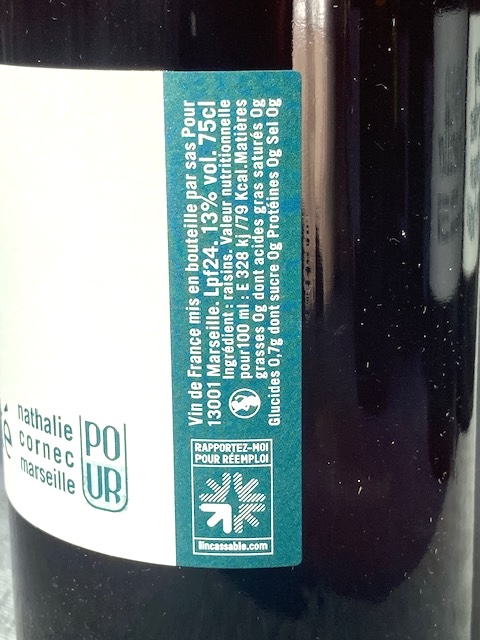 nathalie
cornec
marseille
PO
UR
Vin de France mis en bouteille par sas Pour
13001 Marseille. Lpf24. 13% vol. 75cl
Ingrédient : raisins. Valeur nutritionnelle
pour100 ml : E 328 kj /79 Kcal.Matières
grasses 0g dont acides gras saturés 0g
Glucides 0,7g dont sucre 0g Protéines 0g Sel 0g
RAPPORTEZ-MOI
POUR RÉEMPLOI
lincassable.com